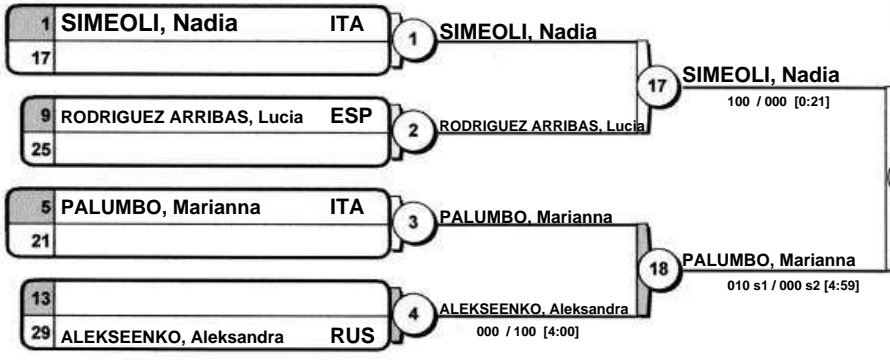 1 SIMEOLI, Nadia ITA
17
1 SIMEOLI, Nadia
9 RODRIGUEZ ARRIBAS, Lucia ESP
25
2 RODRIGUEZ ARRIBAS, Lucia
17 SIMEOLI, Nadia
100 / 000 [0:21]
5 PALUMBO, Marianna ITA
21
3 PALUMBO, Marianna
13
29 ALEKSEENKO, Aleksandra RUS
4 ALEKSEENKO, Aleksandra
000 / 100 [4:00]
18 PALUMBO, Marianna
010 s1 / 000 s2 [4:59]